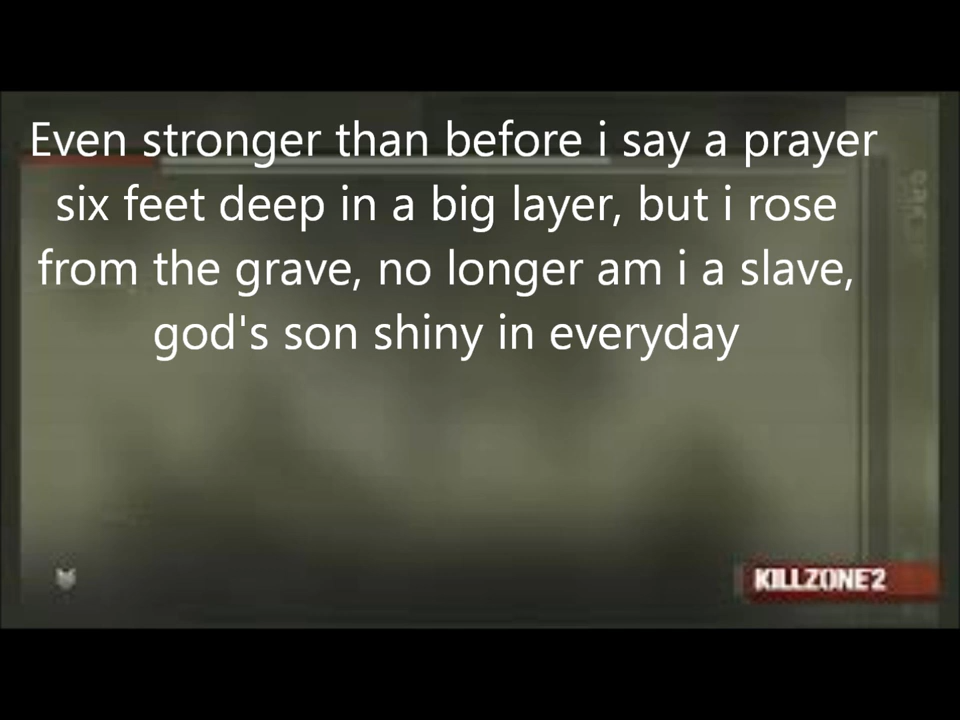 Even stronger than before i say a prayer
six feet deep in a big layer, but i rose
from the grave, no longer am i a slave,
god's son shiny in everyday
KILLZONE2